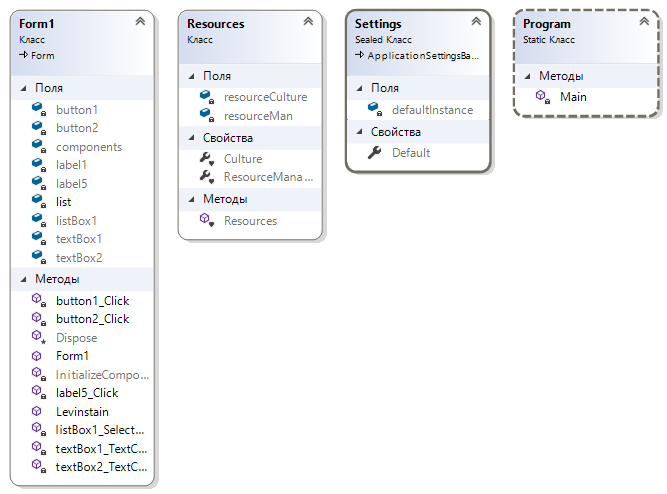 Form1
Класс
Form
Поля
button1
button2
components
label1
label5
list
listBox1
textBox1
textBox2
Методы
button1_Click
button2_Click
Dispose
Form1
InitializeCompo...
label5_Click
Levinstain
listBox1_Select...
textBox1_TextC...
textBox2_TextC...
Resources
Класс
Поля
resourceCulture
resourceMan
Свойства
Culture
ResourceMana...
Методы
Resources
Settings
Sealed Класс
ApplicationSettingsBa...
Поля
defaultInstance
Свойства
Default
Program
Static Класс
Методы
Main